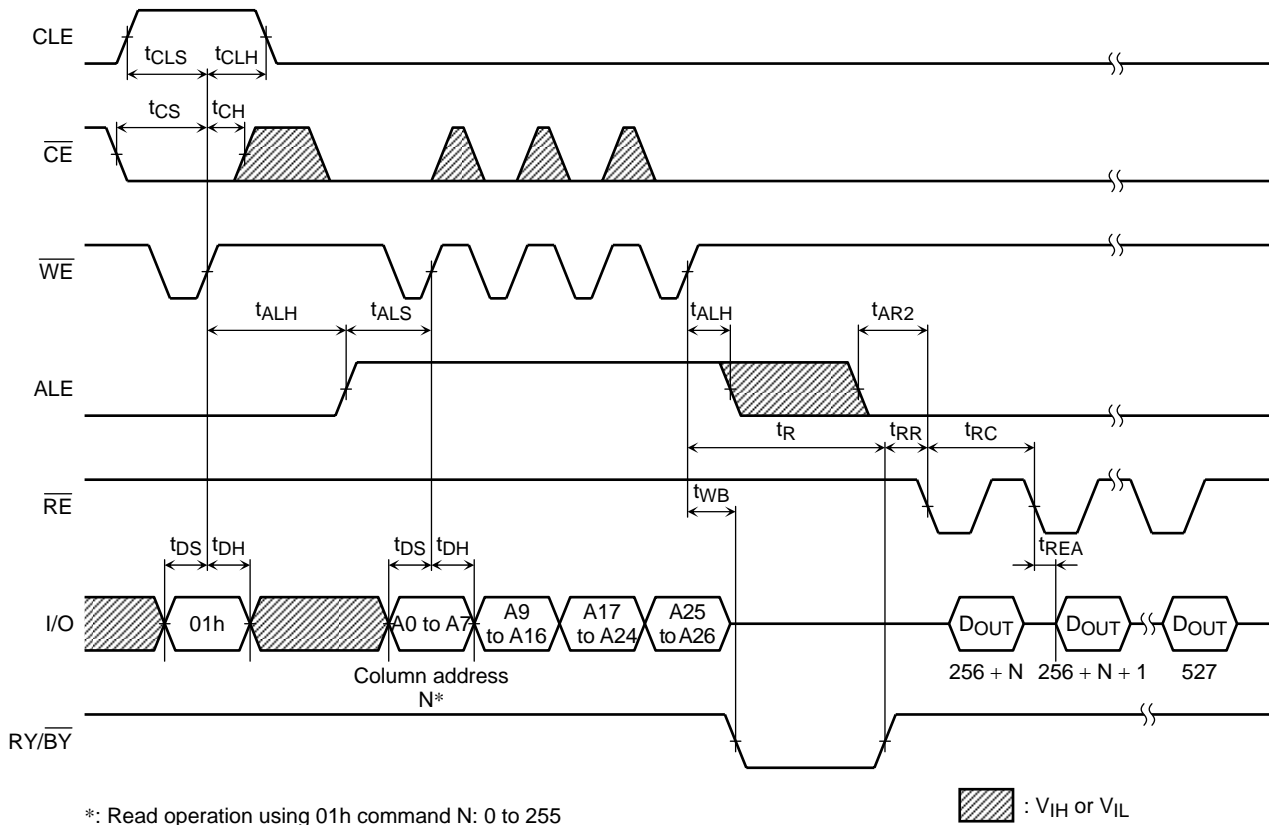 CLE
tCLS tCLH
tCS tCH
CE
WE
tALH tALS tALH tAR2
ALE
tR tRR tRC
RE
tWB
tDS tDH tDS tDH tREA
I/O
01h
A0 to A7
A9
to A16
A17
to A24
A25
to A26
DOUT DOUT DOUT
256 + N 256 + N + 1 527
Column address
N*
RY/BY
*: Read operation using 01h command N: 0 to 255
: VIH or VIL